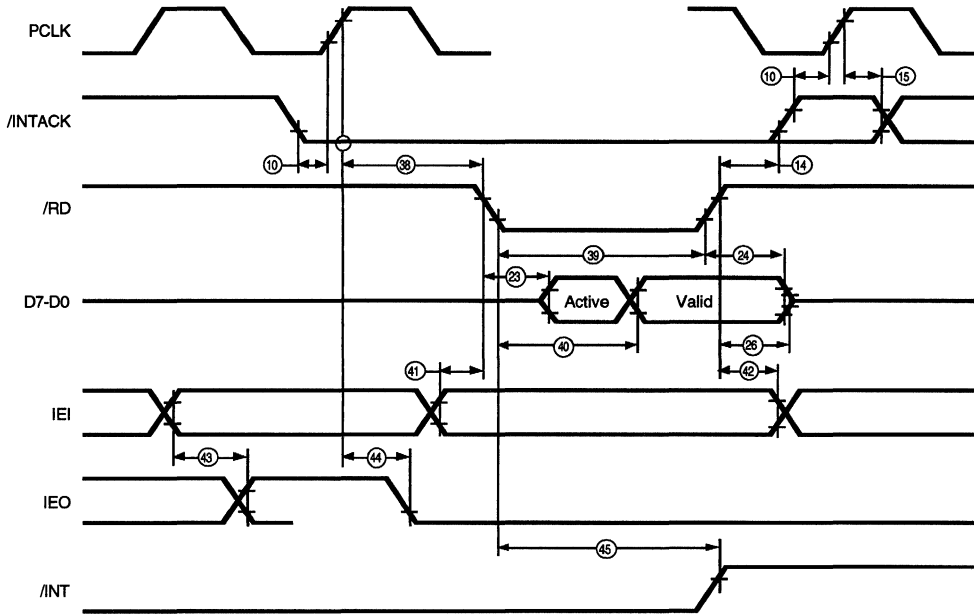 PCLK
10
15
/INTACK
10
38
14
/RD
39
24
23
D7-D0
Active
Valid
40
26
41
42
IEI
43
44
IEO
45
/INT